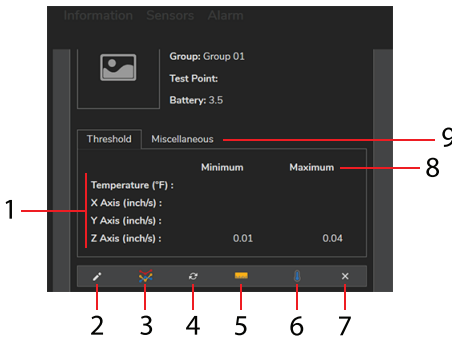 Information Sensors Alarm
Group: Group 01
Test Point:
Battery: 3.5
Threshold Miscellaneous 9
Minimum Maximum 8
Temperature (°F) :
1 X Axis (inch/s) :
Y Axis (inch/s) :
Z Axis (inch/s) : 0.01 0.04
2 3 4 5 6 7